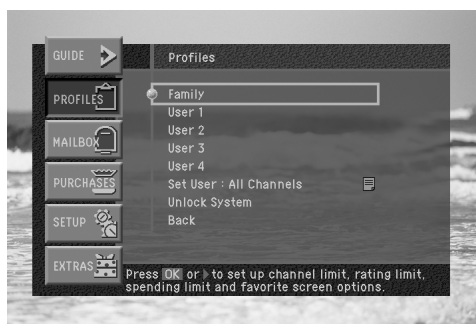 GUIDE
Profiles
PROFILES
Family
User 1
User 2
MAILBOX
User 3
User 4
PURCHASES
Set User : All Channels
Unlock System
SETUP
Back
EXTRAS
Press OK or to set up channel limit, rating limit,
spending limit and favorite screen options.